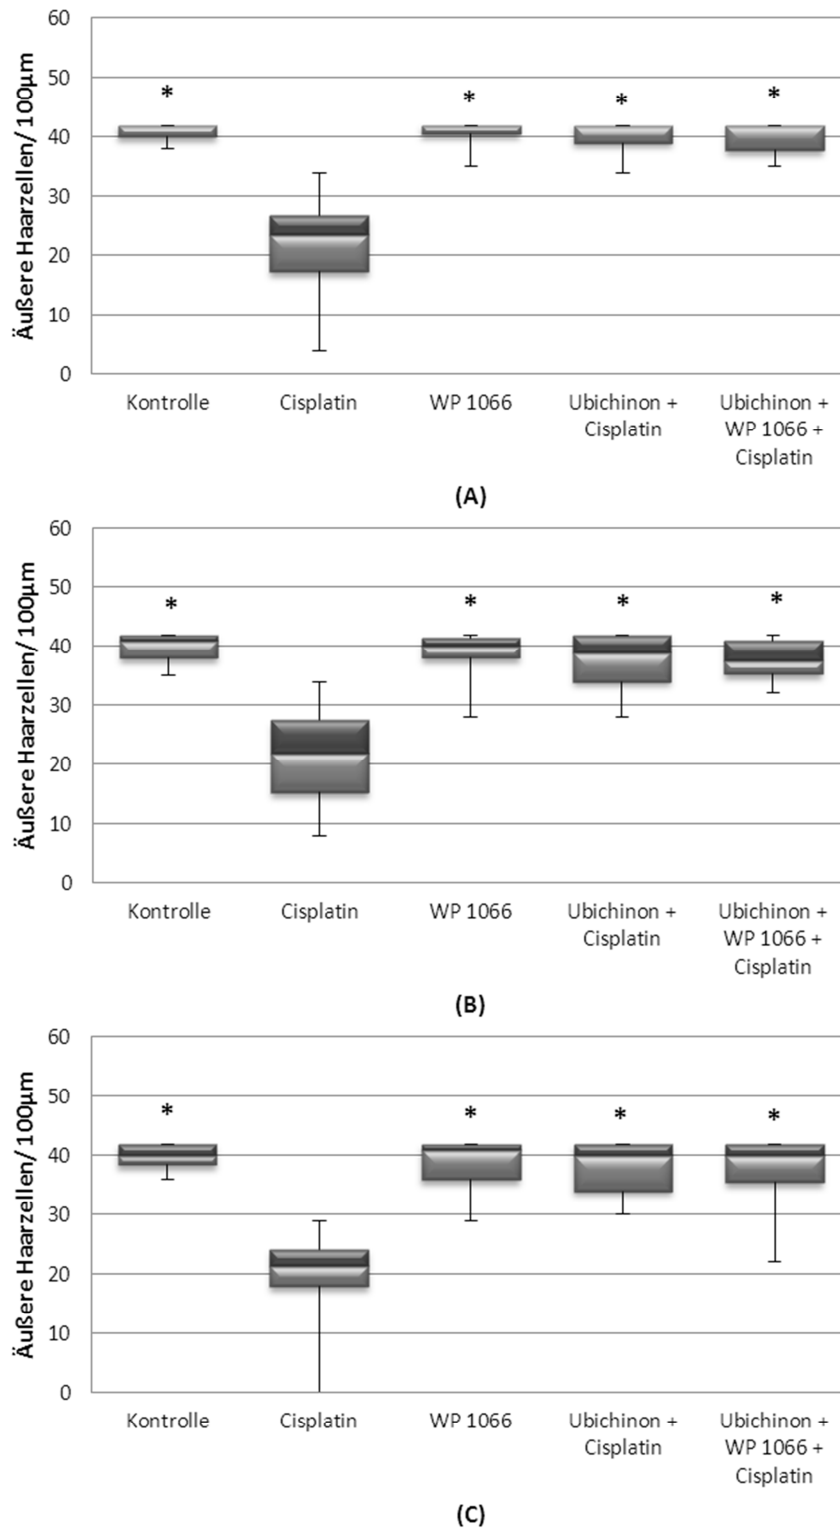 Äußere Haarzellen/ 100µm
60
50
40
30
20
10
0
* * * *
Kontrolle Cisplatin WP 1066 Ubichinon + Ubichinon +
Cisplatin WP 1066 +
Cisplatin
(A)
Äußere Haarzellen/ 100µm
60
50
40
30
20
10
0
* * * *
Kontrolle Cisplatin WP 1066 Ubichinon + Ubichinon +
Cisplatin WP 1066 +
Cisplatin
(B)
Äußere Haarzellen/ 100µm
60
50
40
30
20
10
0
* * * *
Kontrolle Cisplatin WP 1066 Ubichinon + Ubichinon +
Cisplatin WP 1066 +
Cisplatin
(C)